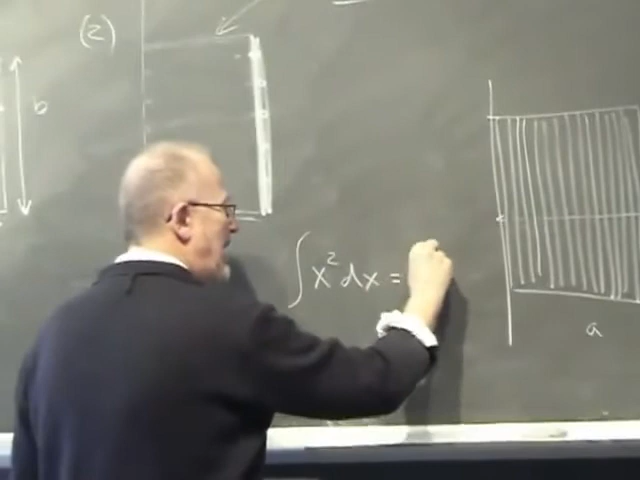 (2)
b
∫x²dx =
a